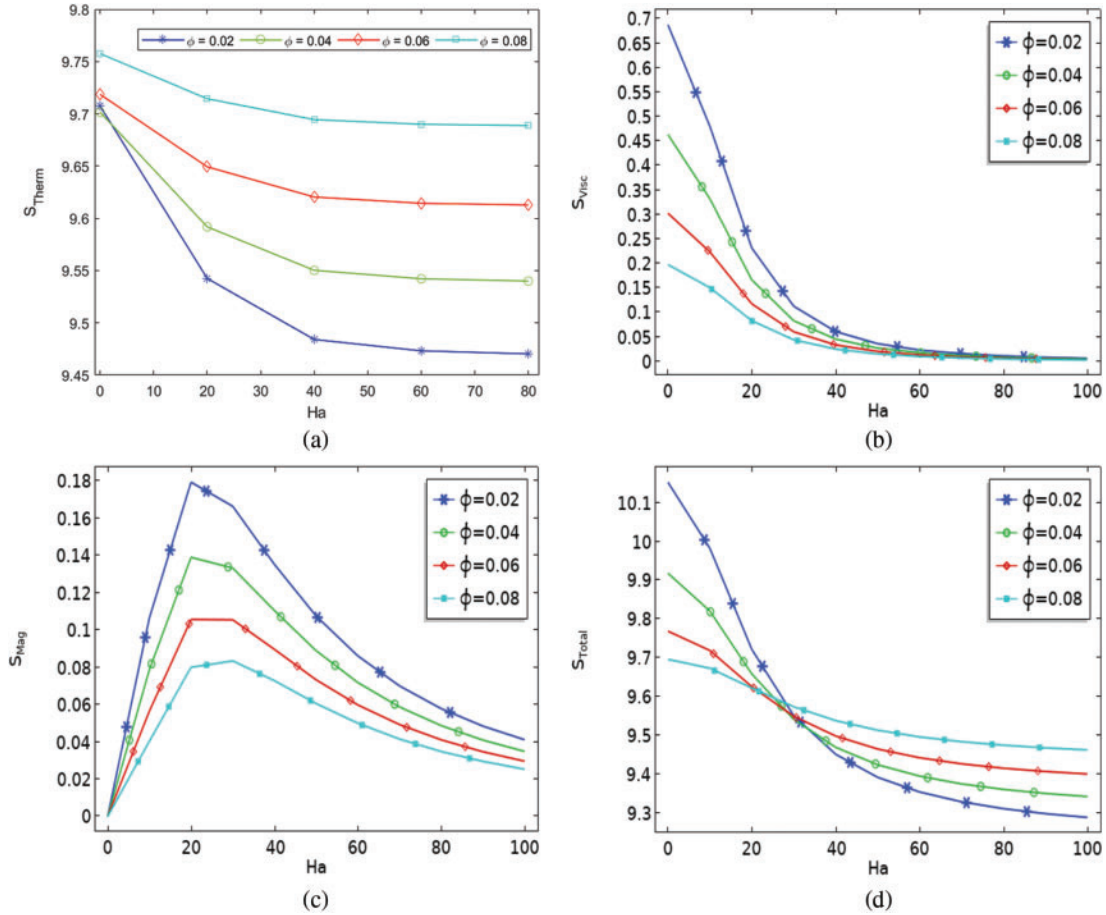 9.8
9.75
9.7
9.65
9.6
9.55
9.5
9.45
S_Therm
ϕ = 0.02 ϕ = 0.04 ϕ = 0.06 ϕ = 0.08
0 10 20 30 40 50 60 70 80
Ha
(a)
0.7
0.65
0.6
0.55
0.5
0.45
0.4
0.35
0.3
0.25
0.2
0.15
0.1
0.05
0
S_Visc
ϕ=0.02
ϕ=0.04
ϕ=0.06
ϕ=0.08
0 20 40 60 80 100
Ha
(b)
0.18
0.16
0.14
0.12
0.1
0.08
0.06
0.04
0.02
0
S_Mag
ϕ=0.02
ϕ=0.04
ϕ=0.06
ϕ=0.08
0 20 40 60 80 100
Ha
(c)
10.1
10
9.9
9.8
9.7
9.6
9.5
9.4
9.3
S_Total
ϕ=0.02
ϕ=0.04
ϕ=0.06
ϕ=0.08
0 20 40 60 80 100
Ha
(d)